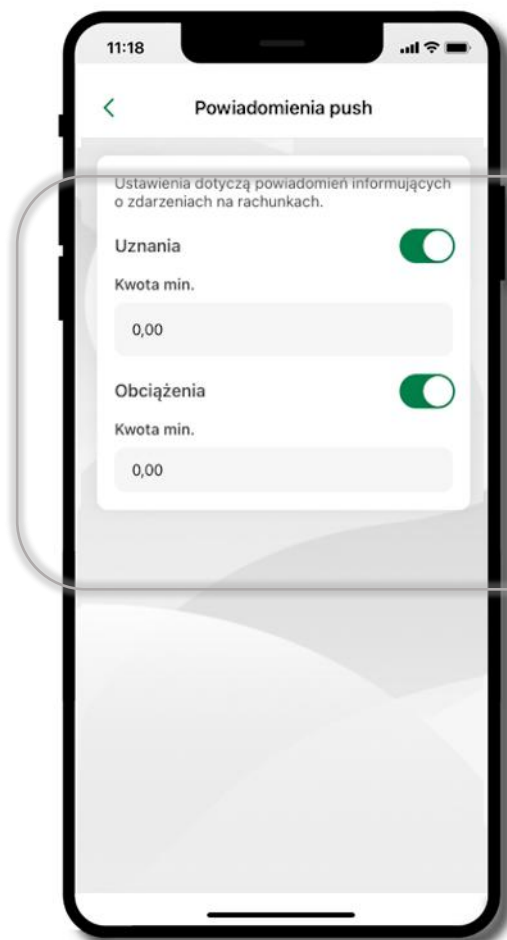 11:18
Powiadomienia push
Ustawienia dotyczą powiadomień informujących
o zdarzeniach na rachunkach.
Uznania
Kwota min.
0,00
Obciążenia
Kwota min.
0,00